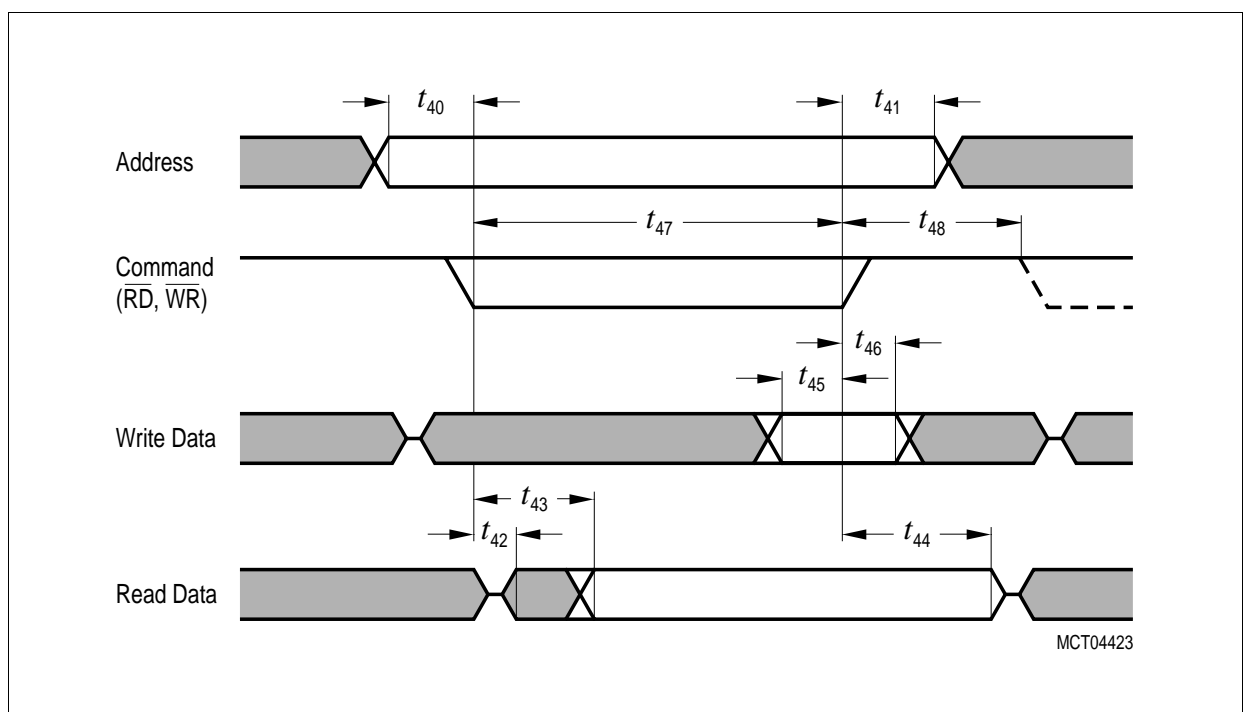 t40
t41
Address
t47
t48
Command
(RD, WR)
t46
t45
Write Data
t43
t42
t44
Read Data
MCT04423